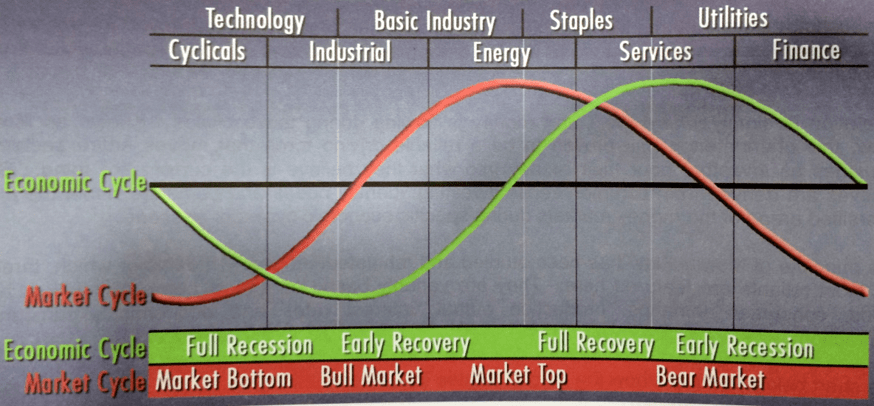 Technology Basic Industry Staples Utilities
Cyclicals Industrial Energy Services Finance
Economic Cycle
Market Cycle
Economic Cycle Full Recession Early Recovery Full Recovery Early Recession
Market Cycle Market Bottom Bull Market Market Top Bear Market